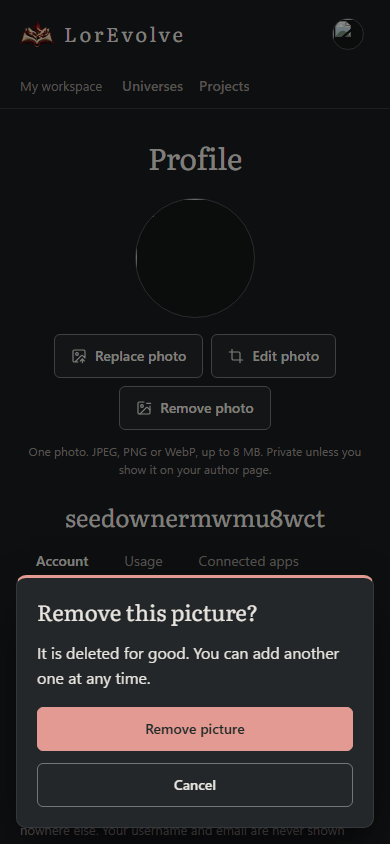 LorEvolve
My workspace Universes Projects
Profile
Replace photo Edit photo
Remove photo
One photo. JPEG, PNG or WebP, up to 8 MB. Private unless you
show it on your author page.
seedownermwmu8wct
Account Usage Connected apps
Remove this picture?
It is deleted for good. You can add another
one at any time.
Remove picture
Cancel
nowhere else. Your username and email are never shown